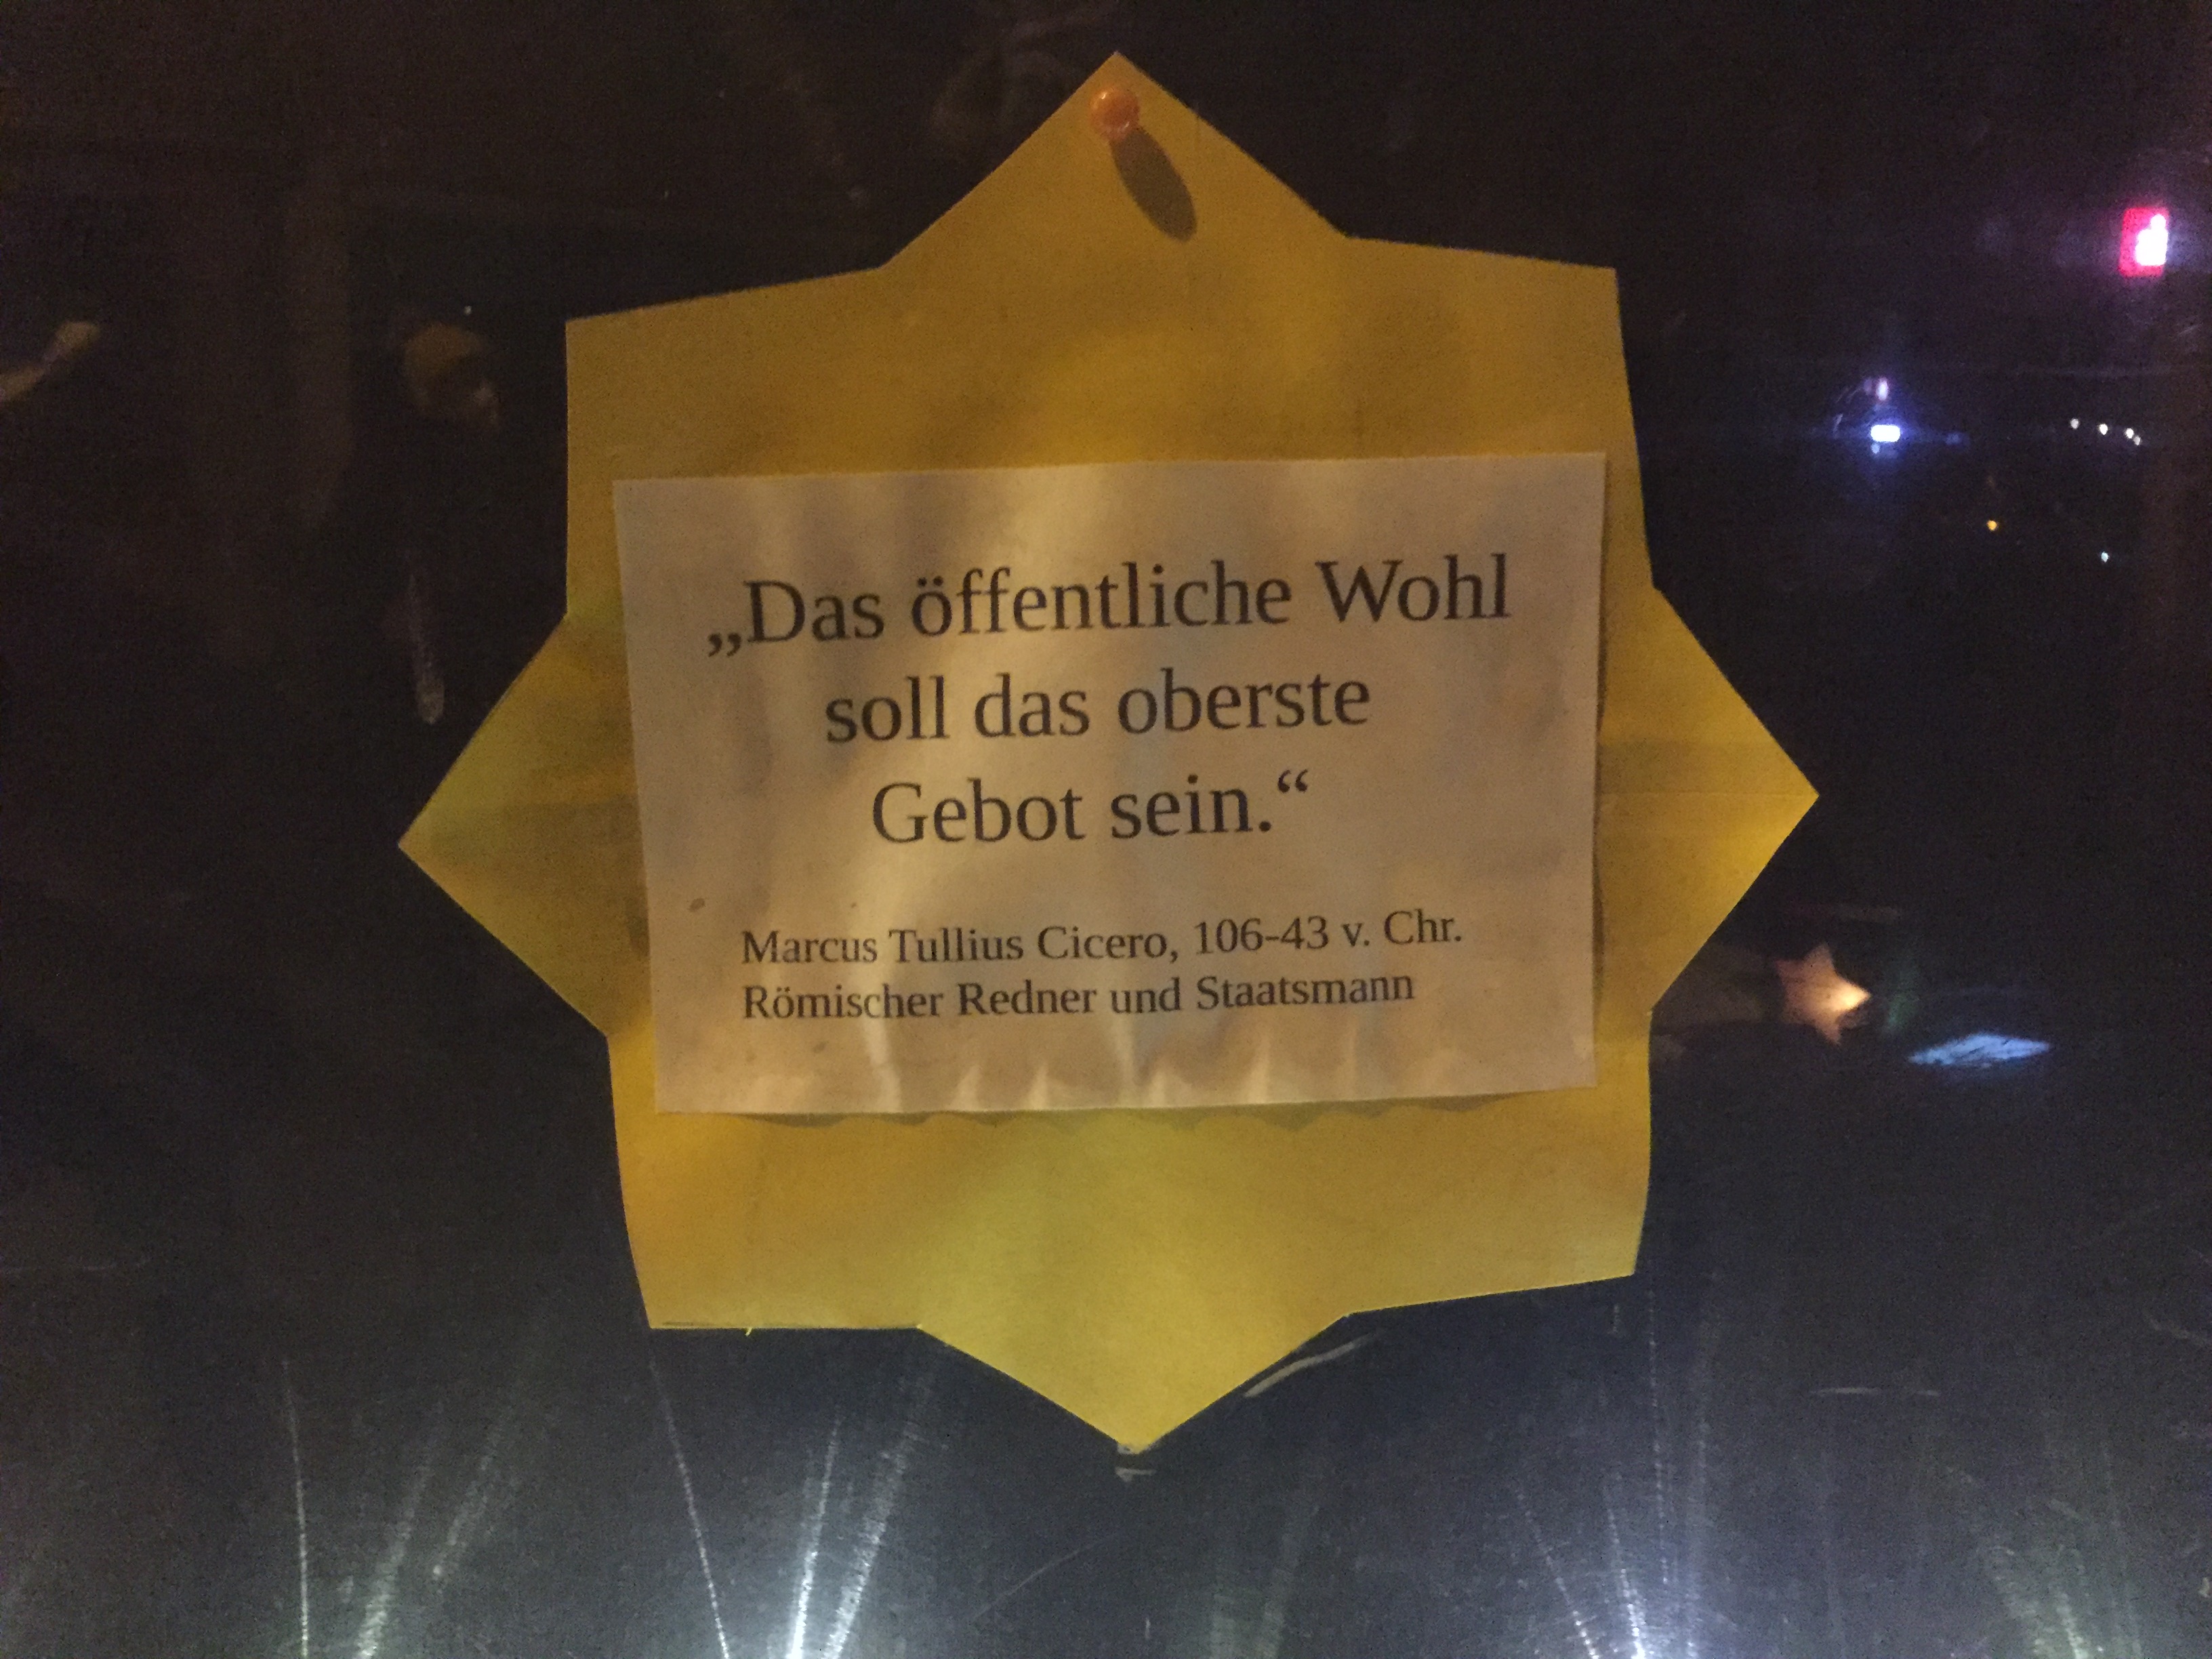 „Das öffentliche Wohl
soll das oberste
Gebot sein.“
Marcus Tullius Cicero, 106-43 v. Chr.
Römischer Redner und Staatsmann